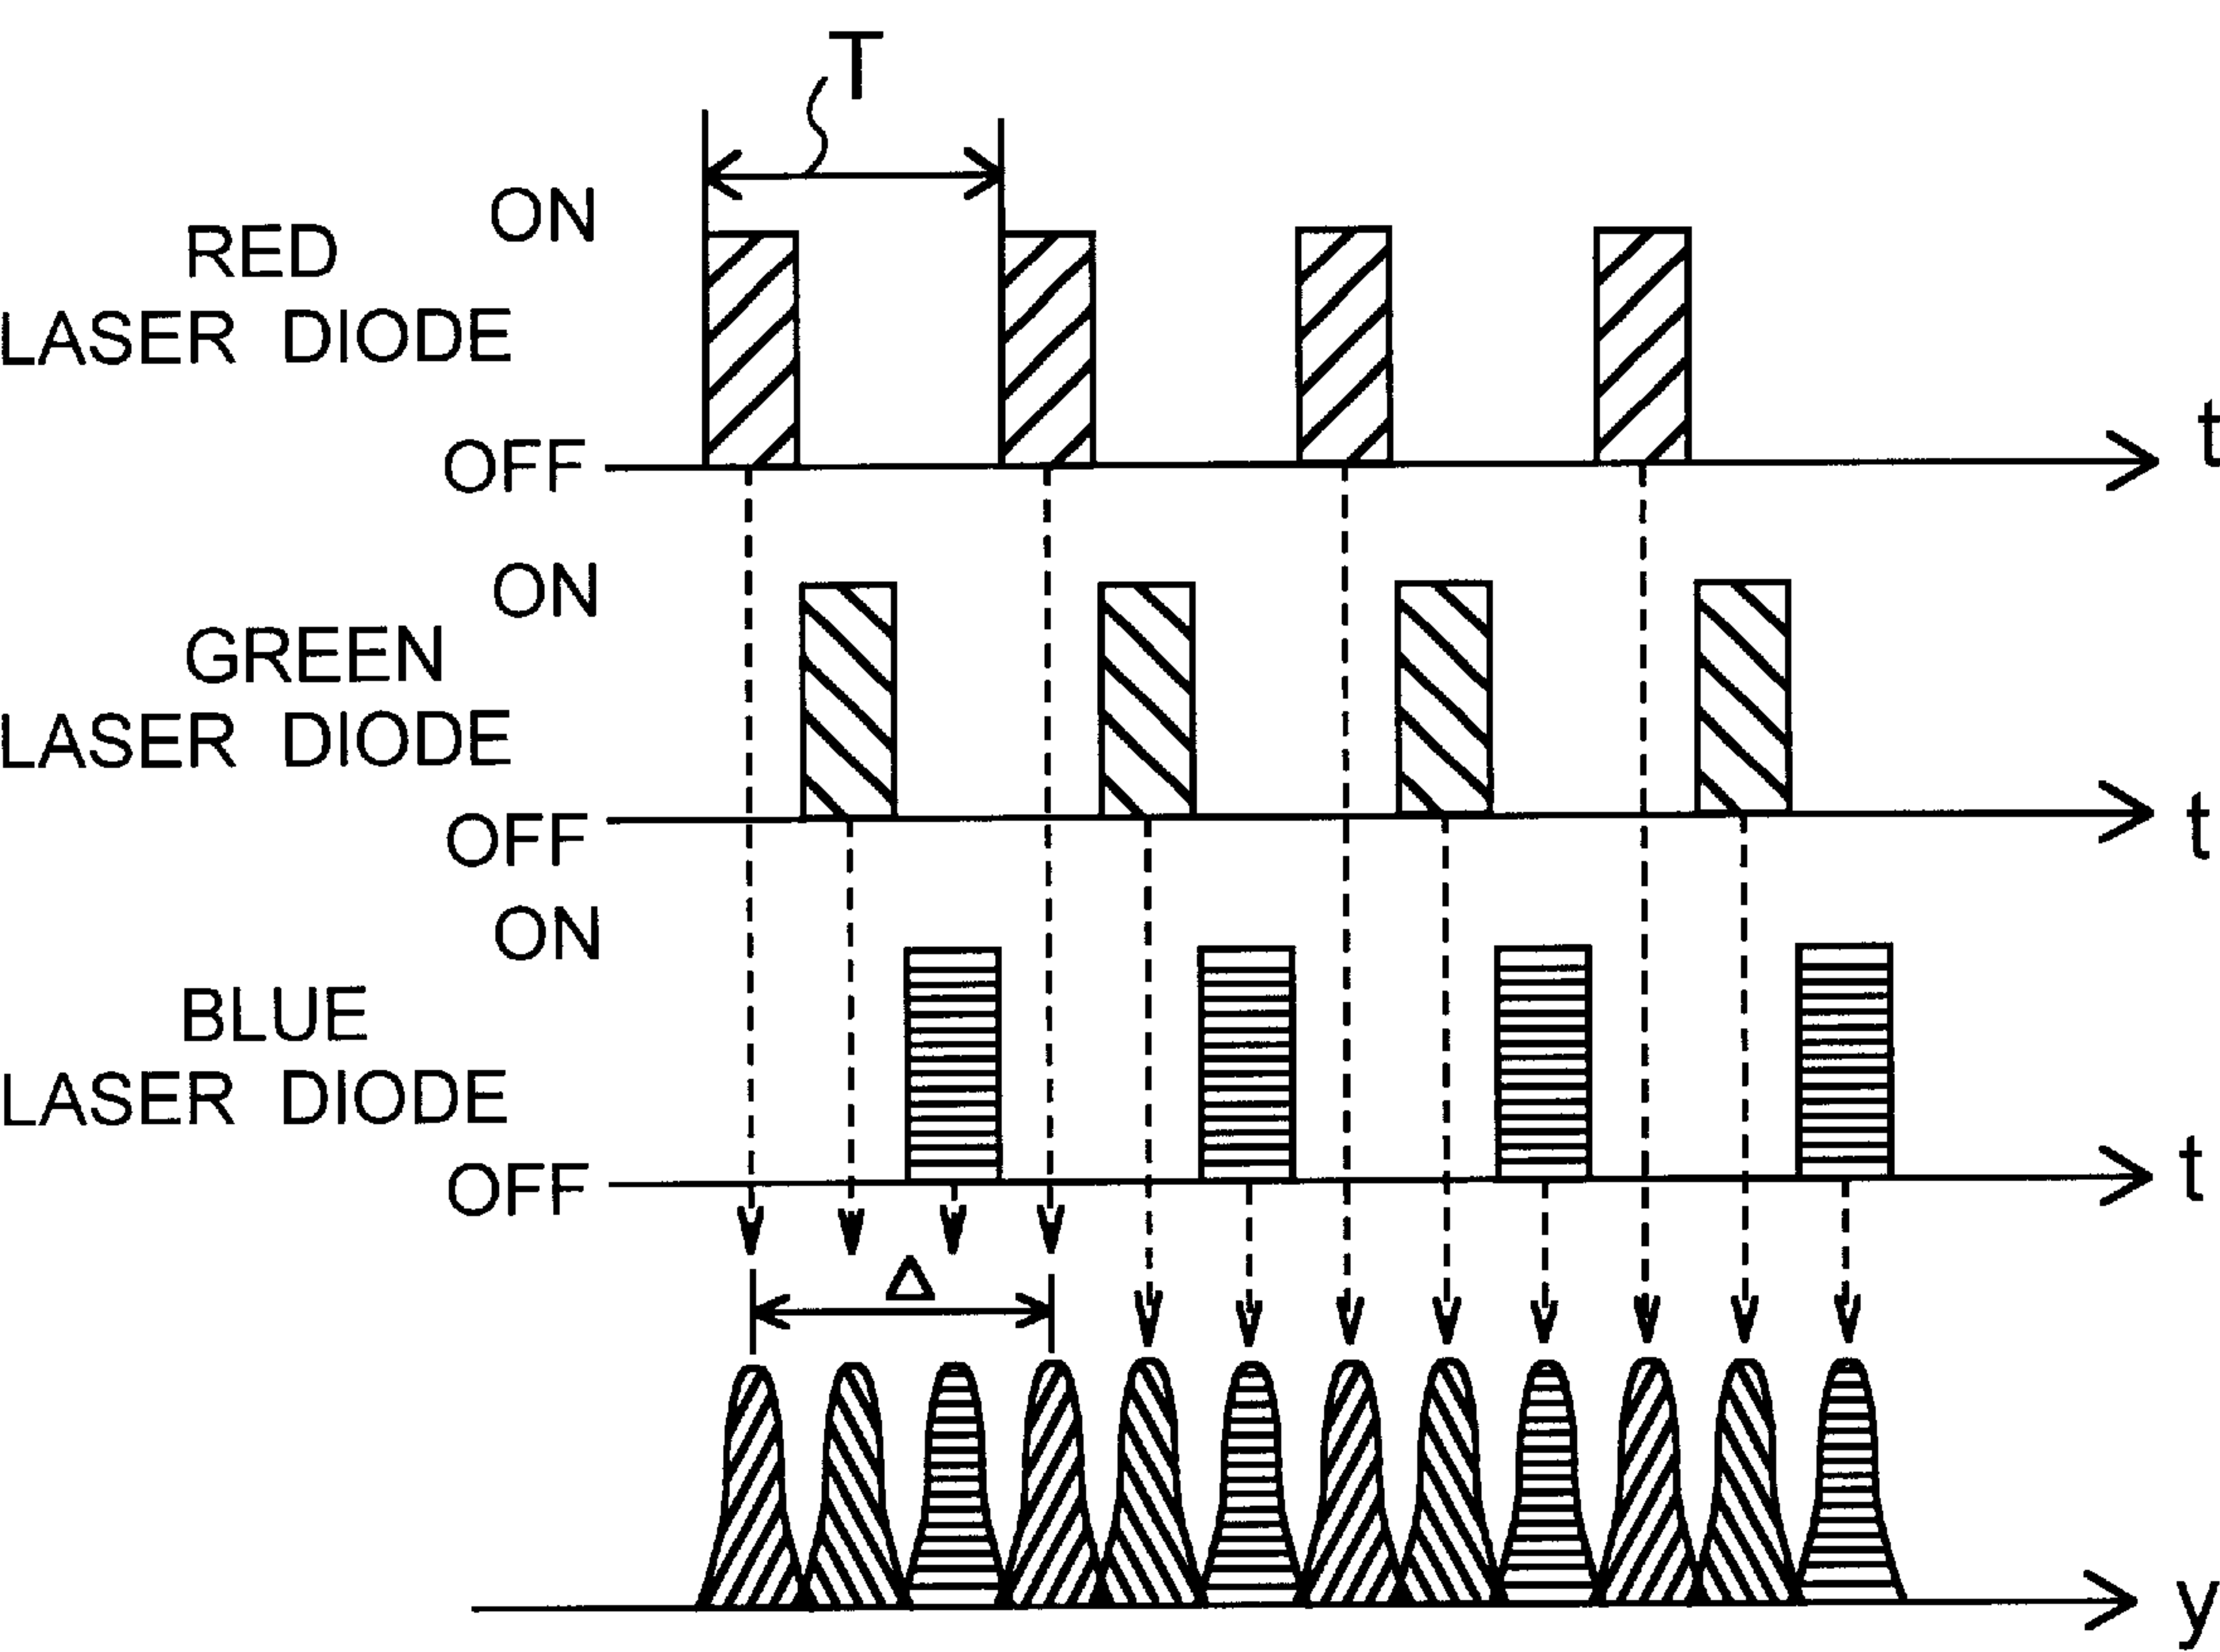 T
ON
RED
LASER DIODE
OFF
t
ON
GREEN
LASER DIODE
OFF
t
ON
BLUE
LASER DIODE
OFF
t
Δ
y